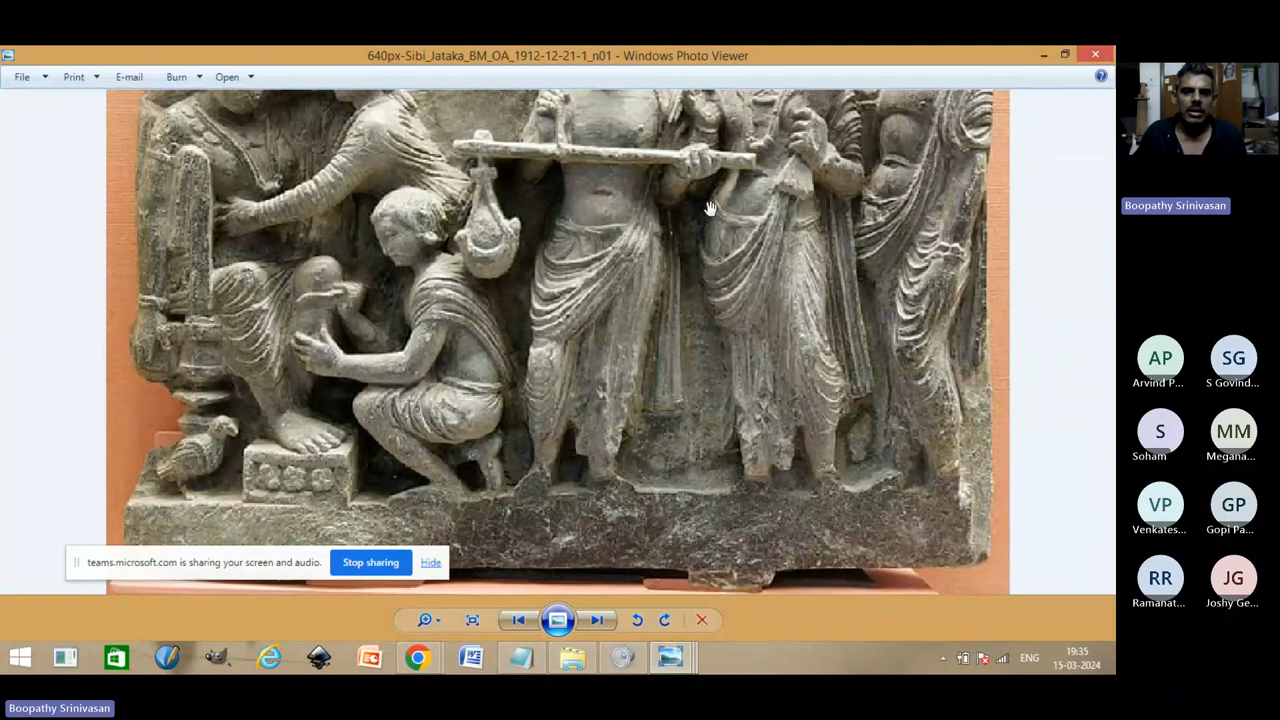 640px-Sibi_Jataka_BM_OA_1912-12-21-1_n01 - Windows Photo Viewer
File Print E-mail Burn Open
Boopathy Srinivasan
AP SG
Arvind P... S Govind...
S MM
Soham Megana...
VP GP
Venkates... Gopi Pa...
RR JG
Ramanat... Joshy Ge...
teams.microsoft.com is sharing your screen and audio. Stop sharing Hide
ENG 19:35
15-03-2024
Boopathy Srinivasan